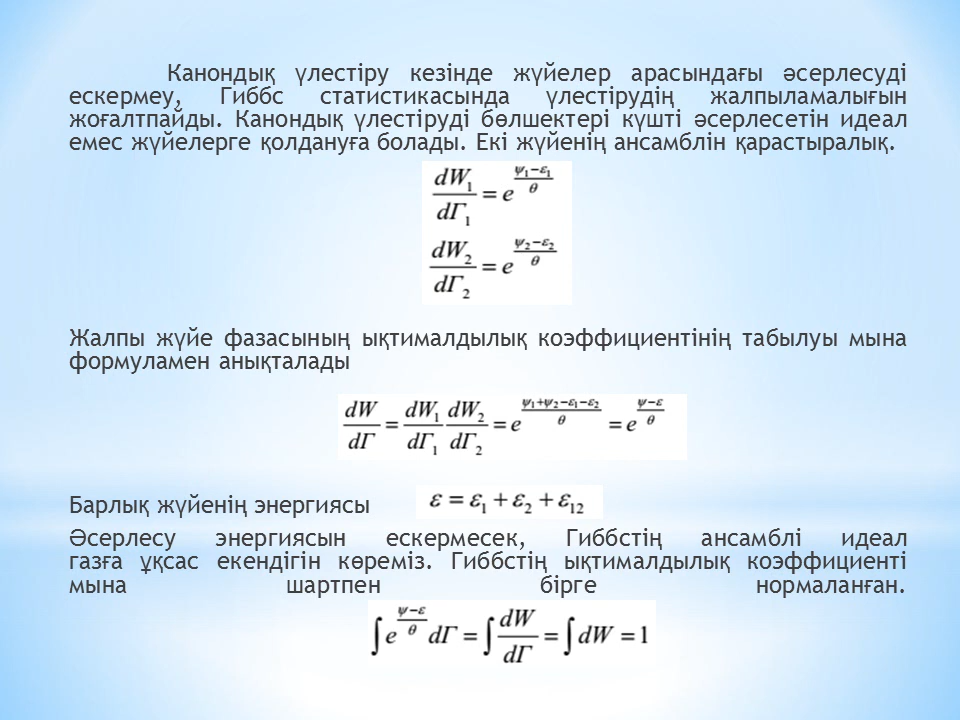 Канондық үлестіру кезінде жүйелер арасындағы әсерлесуді
ескермеу, Гиббс статистикасында үлестірудің жалпыламалығын
жоғалтпайды. Канондық үлестіруді бөлшектері күшті әсерлесетін идеал
емес жүйелерге қолдануға болады. Екі жүйенің ансамблін қарастыралық.
dW₁/dΓ₁ = e^((ψ₁−ε₁)/θ)
dW₂/dΓ₂ = e^((ψ₂−ε₂)/θ)
Жалпы жүйе фазасының ықтималдылық коэффициентінің табылуы мына
формуламен анықталады
dW/dΓ = dW₁/dΓ₁ dW₂/dΓ₂ = e^((ψ₁+ψ₂−ε₁−ε₂)/θ) = e^((ψ−ε)/θ)
Барлық жүйенің энергиясы ε = ε₁ + ε₂ + ε₁₂
Әсерлесу энергиясын ескермесек, Гиббстің ансамблі идеал
газға ұқсас екендігін көреміз. Гиббстің ықтималдылық коэффициенті
мына шартпен бірге нормаланған.
∫e^((ψ−ε)/θ) dΓ = ∫dW/dΓ = ∫dW = 1